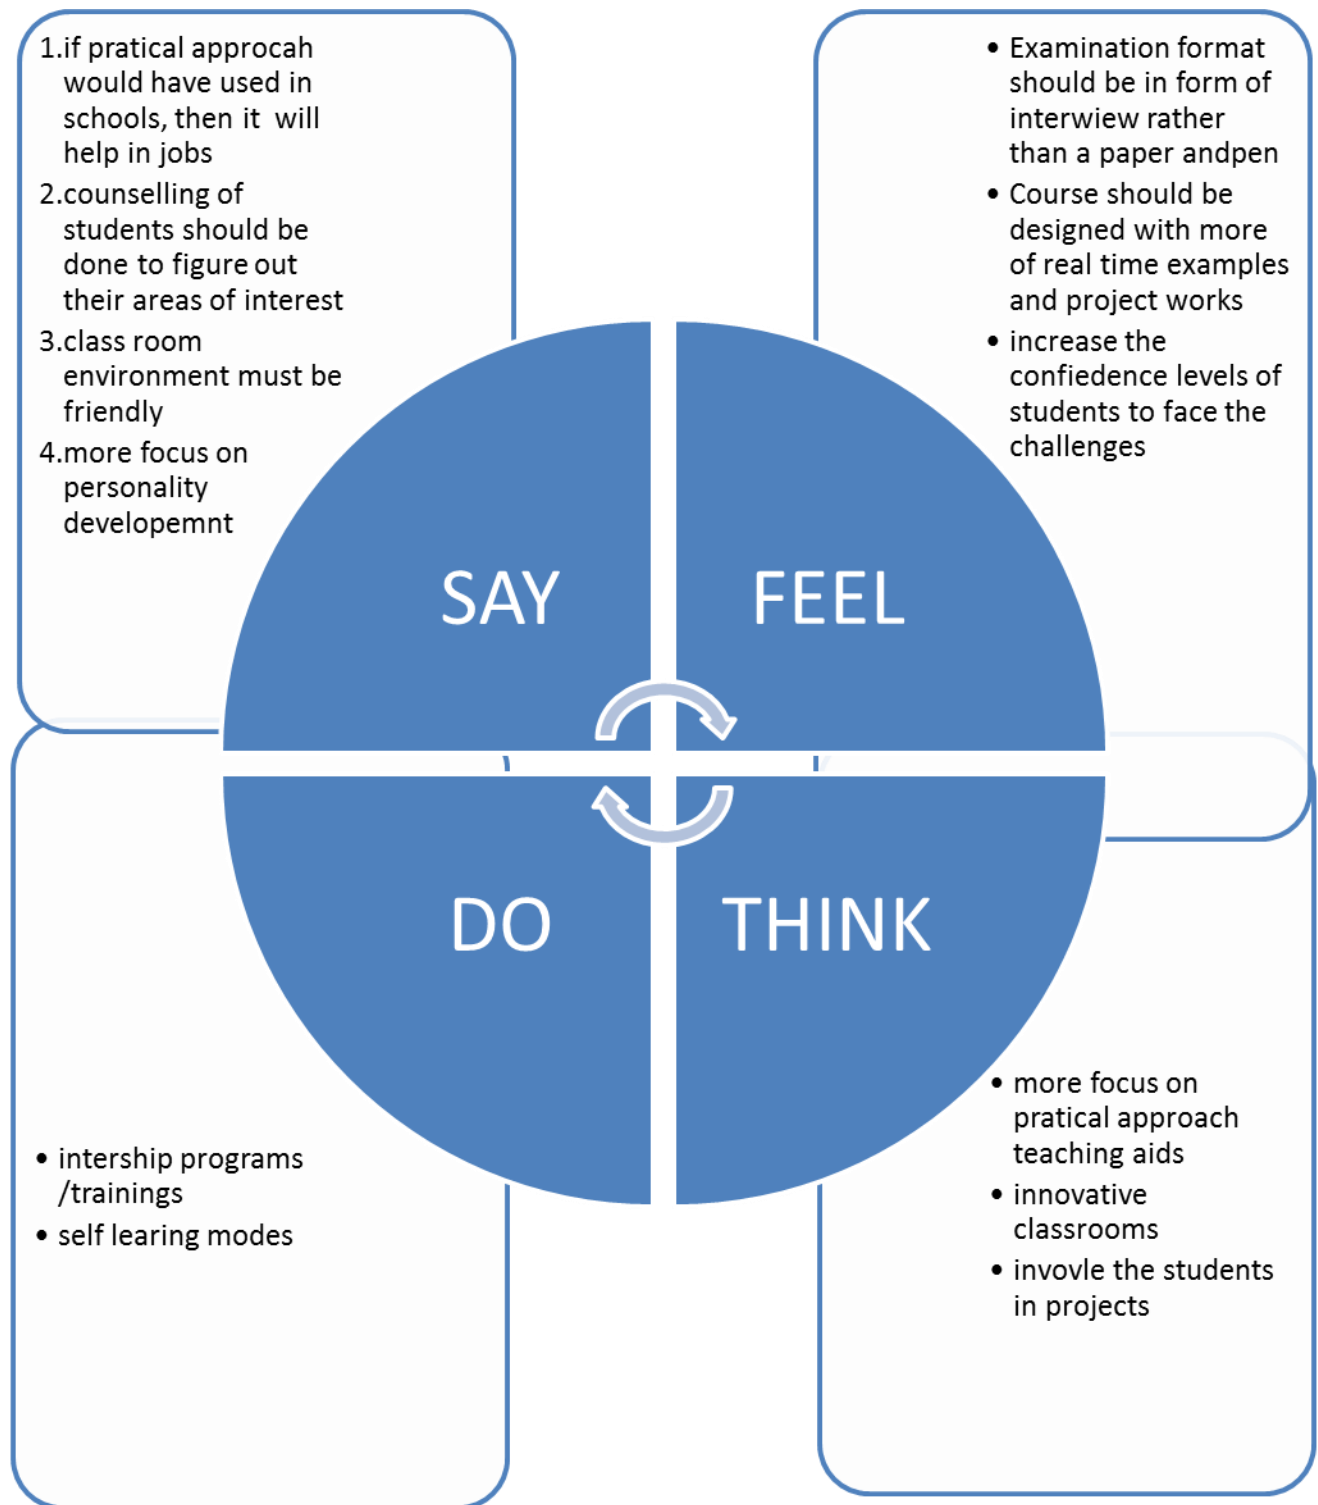 1.if pratical approcah
would have used in
schools, then it will
help in jobs
2.counselling of
students should be
done to figure out
their areas of interest
3.class room
environment must be
friendly
4.more focus on
personality
developemnt
• Examination format
should be in form of
interwiew rather
than a paper andpen
• Course should be
designed with more
of real time examples
and project works
• increase the
confiedence levels of
students to face the
challenges
SAY
FEEL
DO
THINK
• intership programs
/trainings
• self learing modes
• more focus on
pratical approach
teaching aids
• innovative
classrooms
• invovle the students
in projects